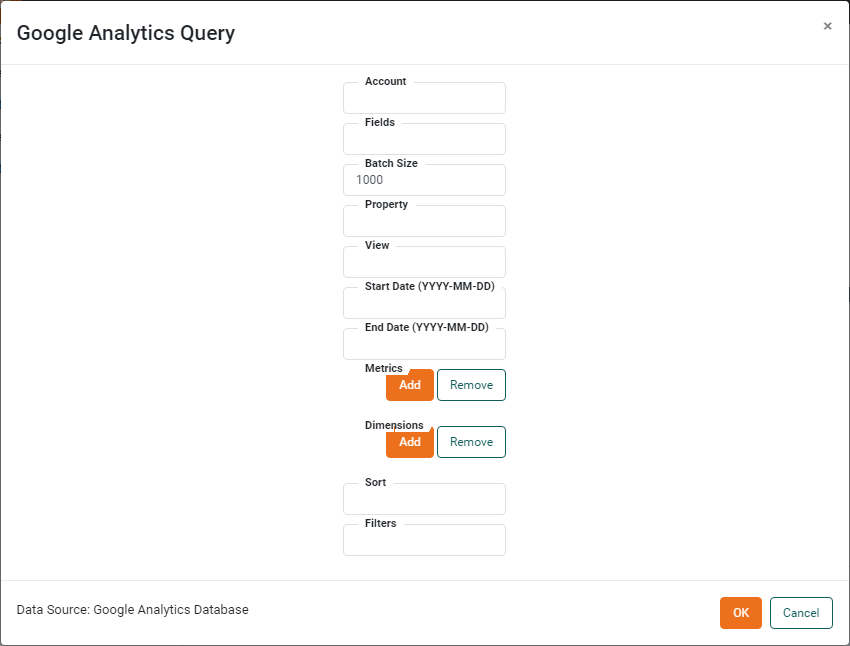 Google Analytics Query
×
Account
Fields
Batch Size
1000
Property
View
Start Date (YYYY-MM-DD)
End Date (YYYY-MM-DD)
Metrics
Add Remove
Dimensions
Add Remove
Sort
Filters
Data Source: Google Analytics Database
OK Cancel